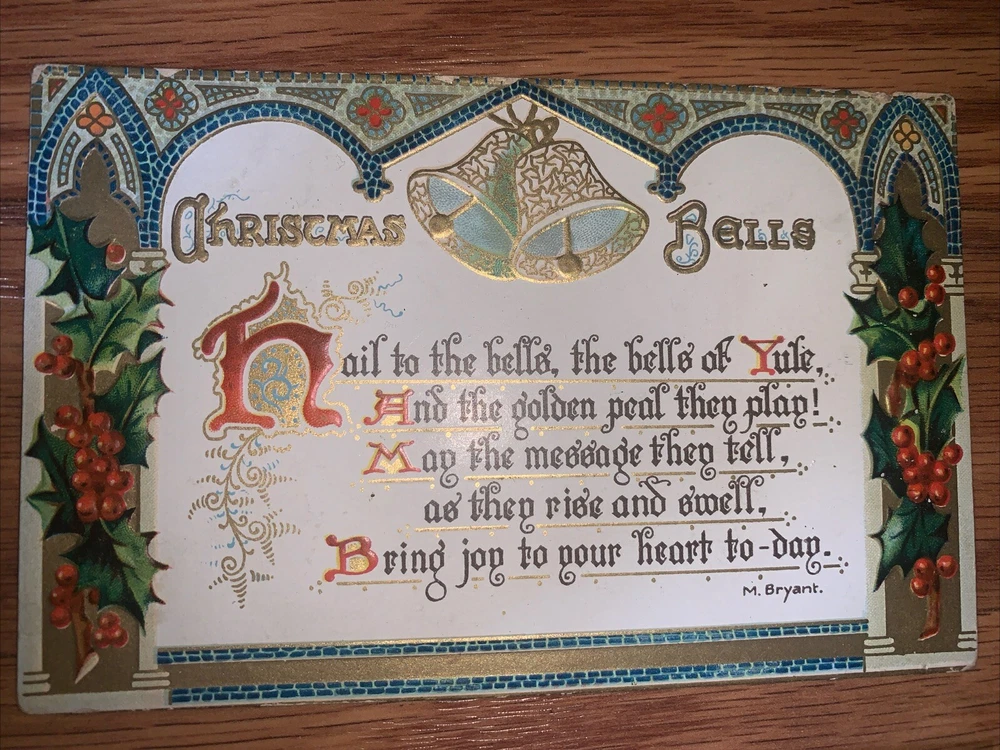 Christmas Bells
Hail to the bells, the bells of Yule,
And the golden peal they play!
May the message they tell,
as they rise and swell,
Bring joy to your heart to-day.
M. Bryant.